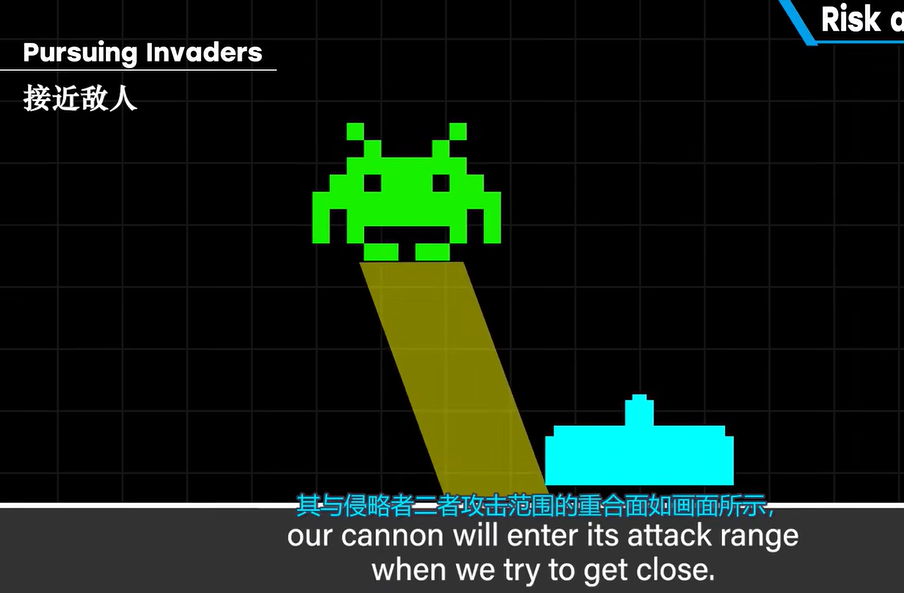 Risk a
Pursuing Invaders
接近敌人
其与侵略者二者攻击范围的重合面如画面所示，
our cannon will enter its attack range
when we try to get close.